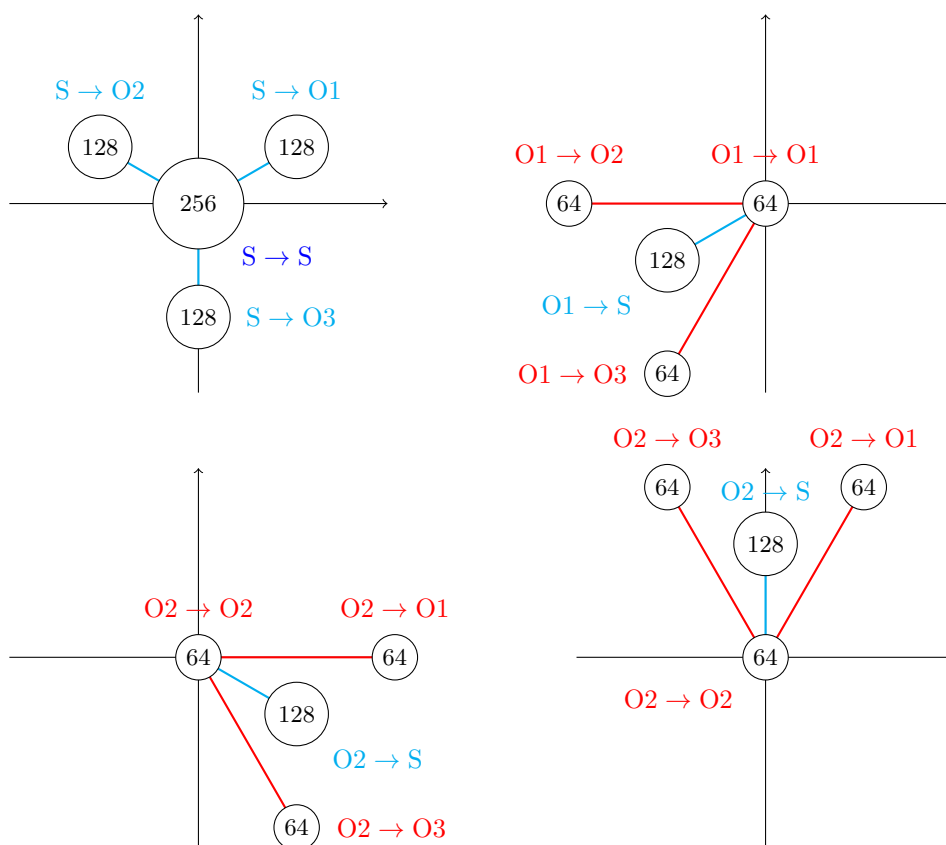 S → O2
S → O1
128
128
256
S → S
128
S → O3
O1 → O2
O1 → O1
64
64
128
O1 → S
O1 → O3
64
O2 → O2
O2 → O1
64
64
128
O2 → S
64
O2 → O3
O2 → O3
O2 → O1
64
O2 → S
64
128
64
O2 → O2